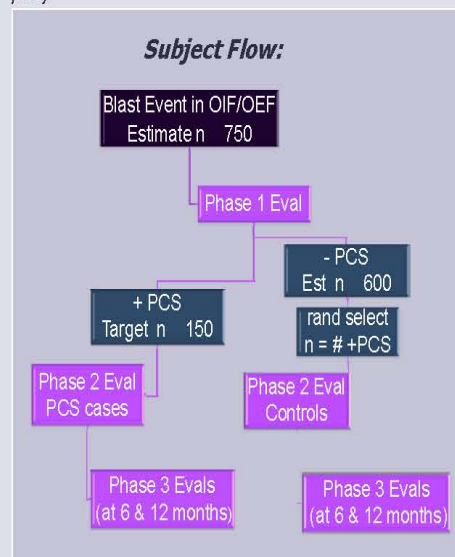 Subject Flow:
Blast Event in OIF/OEF
Estimate n 750
Phase 1 Eval
- PCS
Est n 600
+ PCS
Target n 150
rand select
n = # +PCS
Phase 2 Eval
PCS cases
Phase 2 Eval
Controls
Phase 3 Evals
(at 6 & 12 months)
Phase 3 Evals
(at 6 & 12 months)